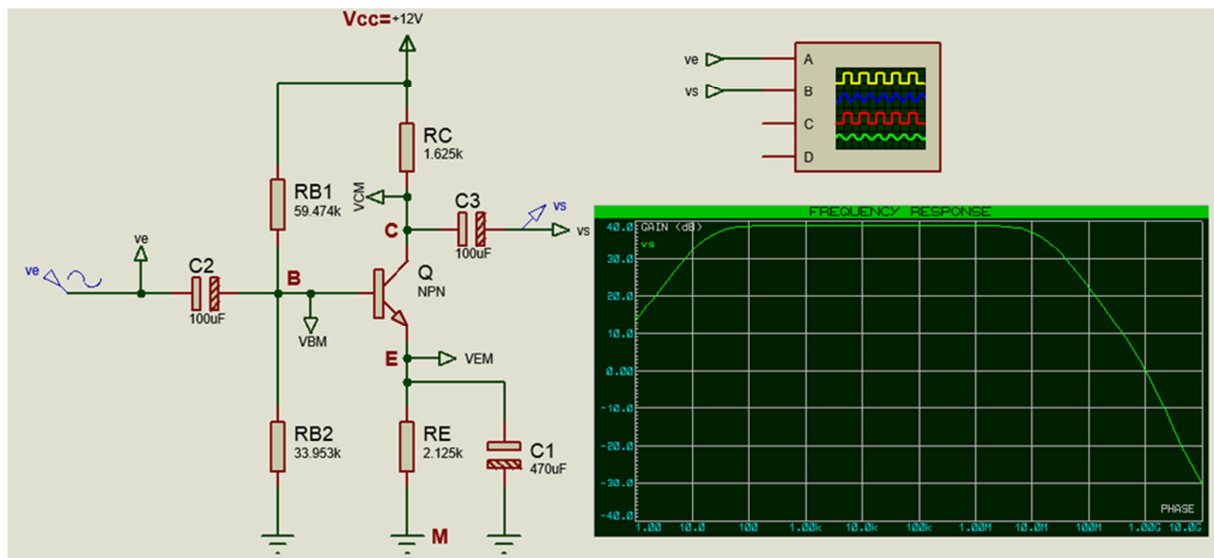 Vcc=+12V
RC
1.625k
RB1
59.474k
VCM
C3
100uF
vs
vs
C
ve
ve
C2
100uF
B
VBM
Q
NPN
E
VEM
RB2
33.953k
RE
2.125k
C1
470uF
M
ve
vs
A
B
C
D
FREQUENCY RESPONSE
GAIN (dB)
vs
40.0
30.0
20.0
10.0
0.00
-10.0
-20.0
-30.0
-40.0
PHASE
1.00 10.0 100 1.00k 10.0k 100k 1.00M 10.0M 100M 1.00G 10.0G